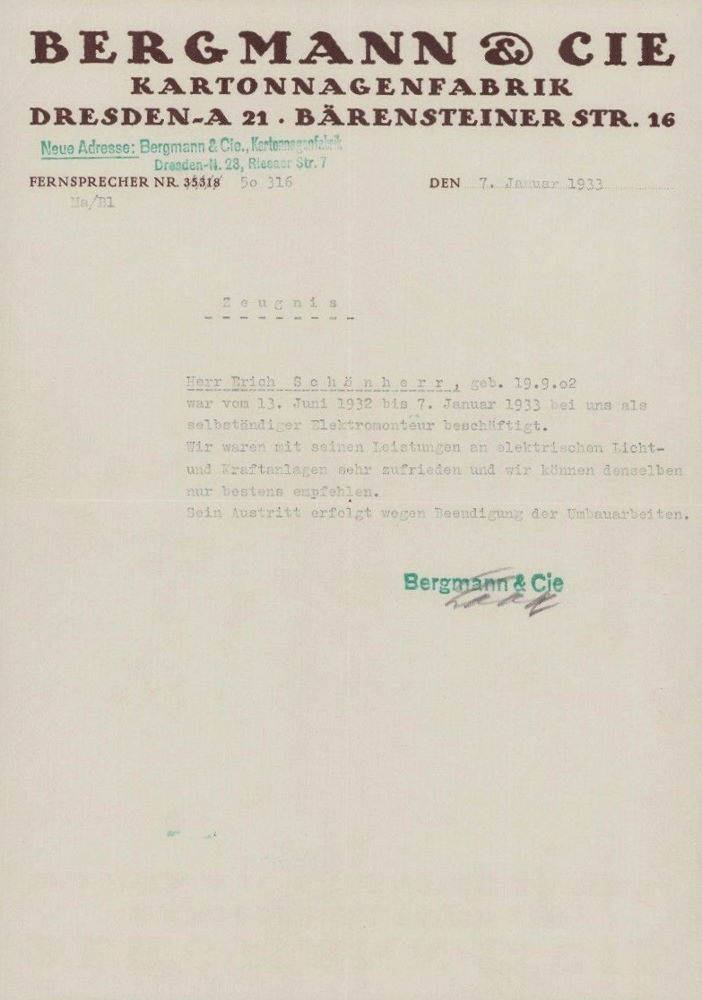 BERGMANN & CIE
KARTONNAGENFABRIK
DRESDEN-A 21 · BÄRENSTEINER STR. 16
Neue Adresse: Bergmann & Cie., Kartonnagenfabrik
Dresden-N. 23, Riesaer Str. 7
FERNSPRECHER NR. 35318 5o 316
DEN 7. Januar 1933
Ma/Bl
Zeugnis
Herr Erich Schönherr, geb. 19.9.o2
war vom 13. Juni 1932 bis 7. Januar 1933 bei uns als
selbständiger Elektromonteur beschäftigt.
Wir waren mit seinen Leistungen an elektrischen Licht-
und Kraftanlagen sehr zufrieden und wir können denselben
nur bestens empfehlen.
Sein Austritt erfolgt wegen Beendigung der Umbauarbeiten.
Bergmann & Cie